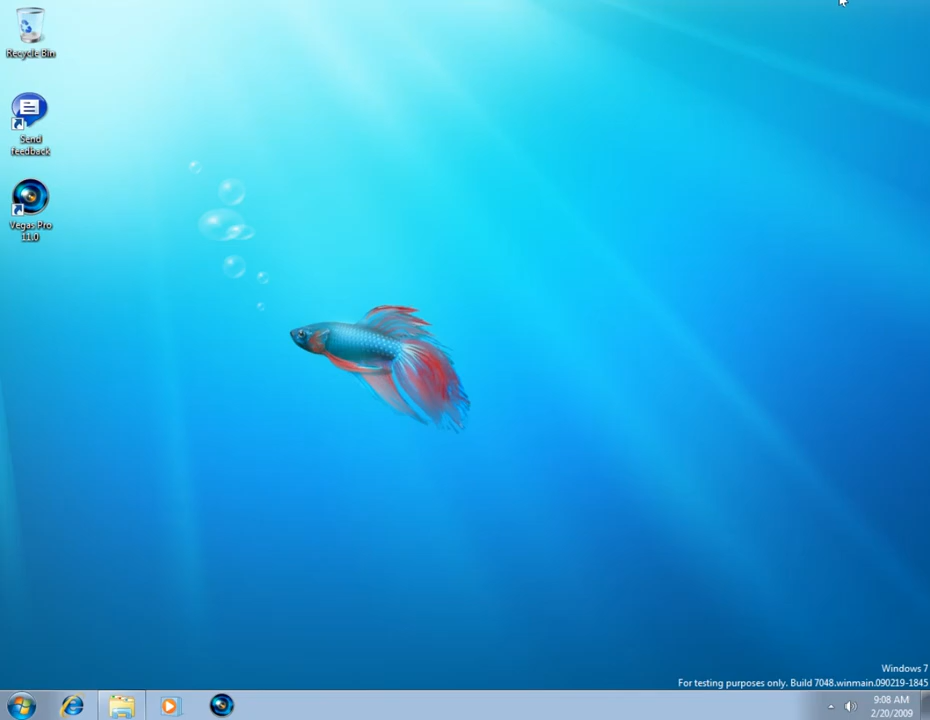 Recycle Bin
Send
feedback
Vegas Pro
11.0
Windows 7
For testing purposes only. Build 7048.winmain.090219-1845
9:08 AM
2/20/2009